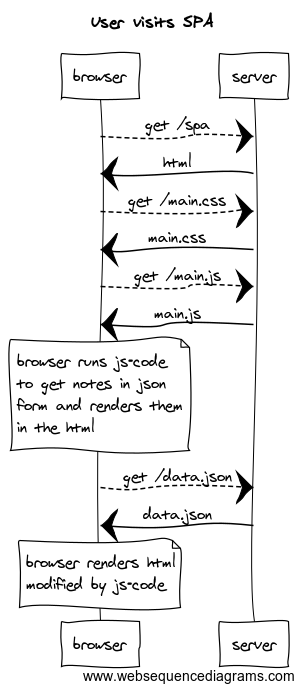 User visits SPA
browser
server
get /spa
html
get /main.css
main.css
get /main.js
main.js
browser runs js-code
to get notes in json
form and renders them
in the html
get /data.json
data.json
browser renders html
modified by js-code
browser
server
www.websequencediagrams.com